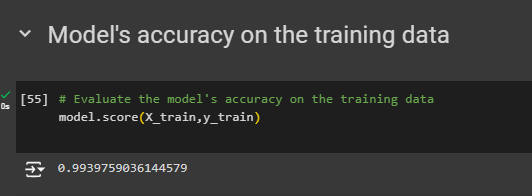 Model's accuracy on the training data
[55] # Evaluate the model's accuracy on the training data
model.score(X_train,y_train)
0s
0.9939759036144579